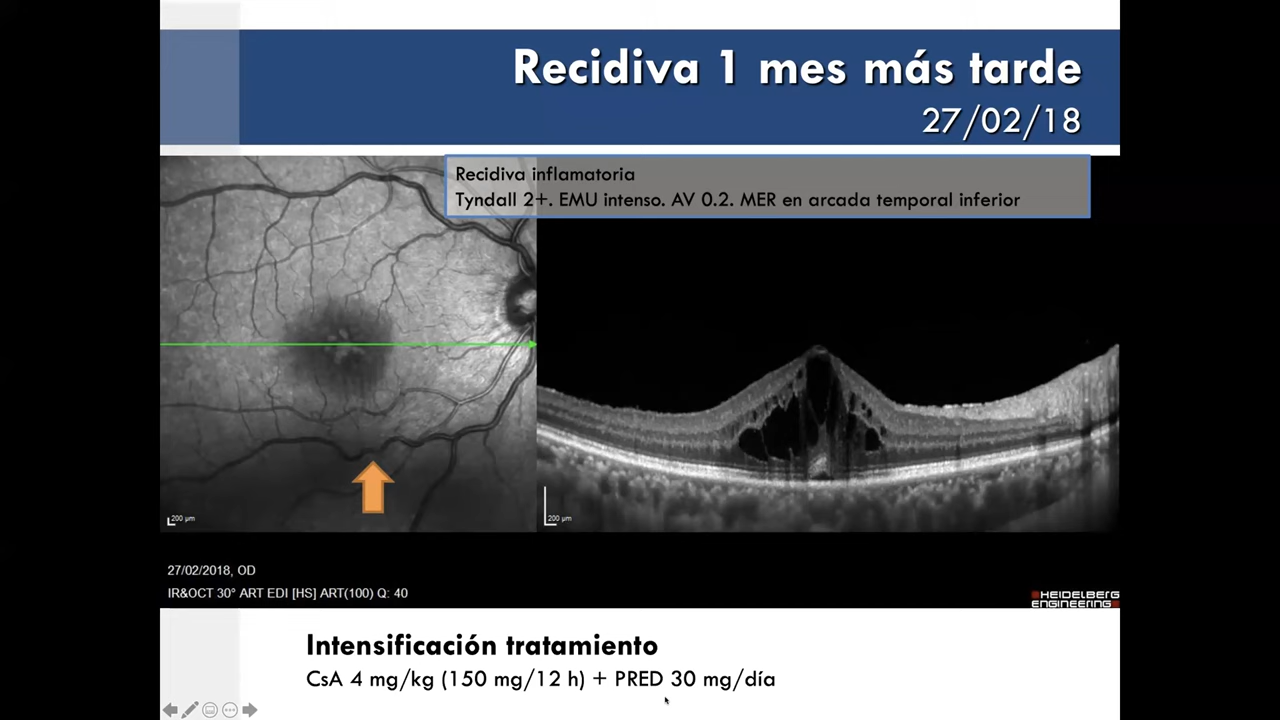 Recidiva 1 mes más tarde
27/02/18
Recidiva inflamatoria
Tyndall 2+. EMU intenso. AV 0.2. MER en arcada temporal inferior
200 µm
200 µm
27/02/2018, OD
IR&OCT 30° ART EDI [HS] ART(100) Q: 40
HEIDELBERG
ENGINEERING
Intensificación tratamiento
CsA 4 mg/kg (150 mg/12 h) + PRED 30 mg/día